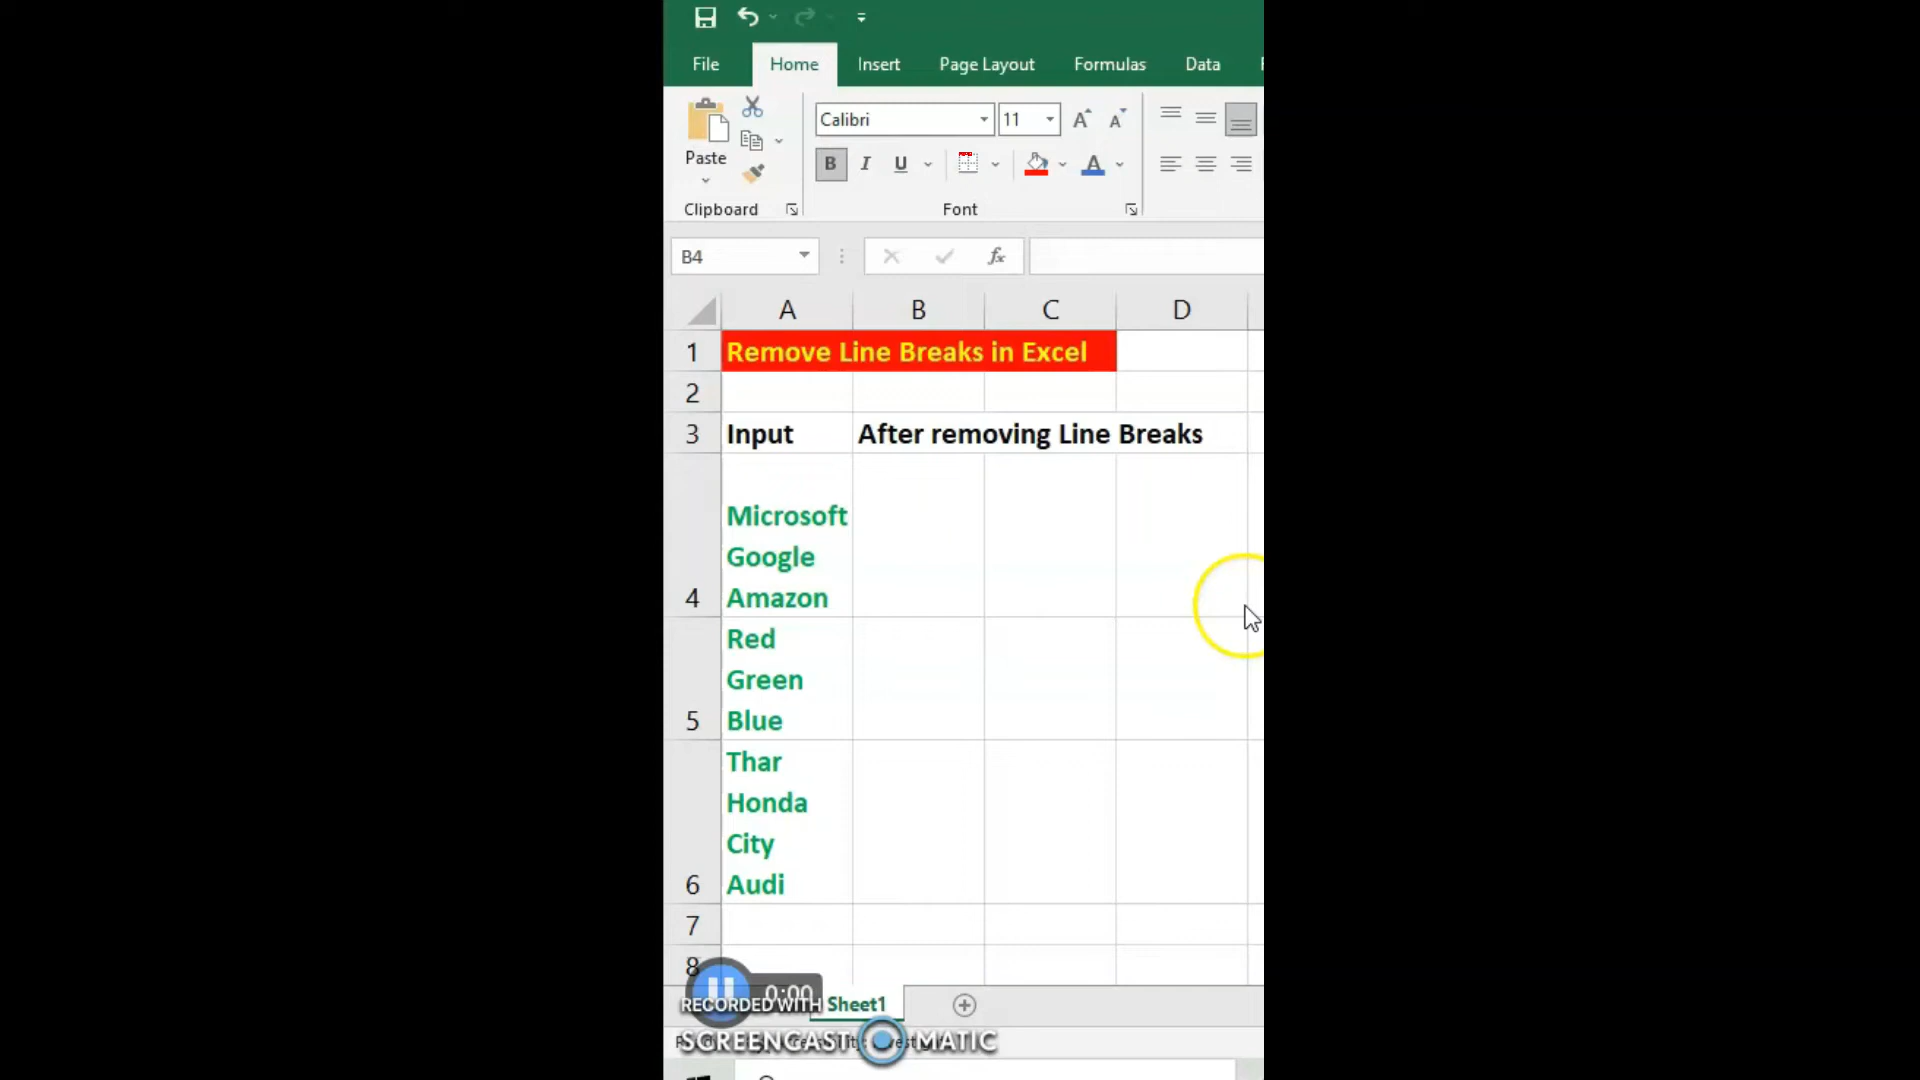 File Home Insert Page Layout Formulas Data
Paste
Calibri 11
B I U
Clipboard Font
B4 fx
A B C D
1 Remove Line Breaks in Excel
2
3 Input After removing Line Breaks
Microsoft
Google
4 Amazon
Red
Green
5 Blue
Thar
Honda
City
6 Audi
7
8
0:00
RECORDED WITH Sheet1
SCREENCAST MATIC